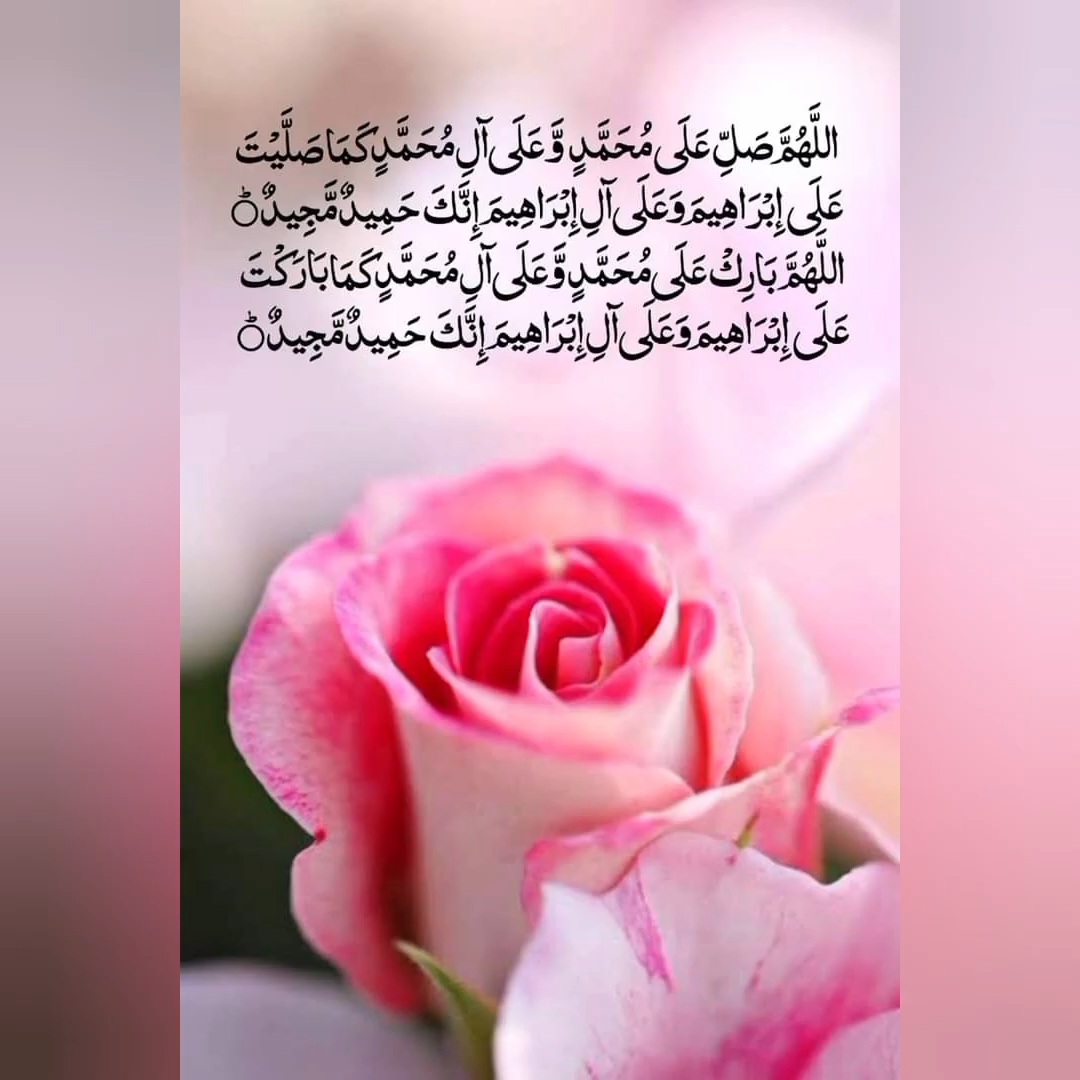 اللَّهُمَّ صَلِّ عَلَى مُحَمَّدٍ وَّ عَلَى آلِ مُحَمَّدٍ كَمَا صَلَّيْتَ
عَلَى إِبْرَاهِيمَ وَعَلَى آلِ إِبْرَاهِيمَ إِنَّكَ حَمِيدٌ مَّجِيدٌ ؕ
اللَّهُمَّ بَارِكْ عَلَى مُحَمَّدٍ وَّ عَلَى آلِ مُحَمَّدٍ كَمَا بَارَكْتَ
عَلَى إِبْرَاهِيمَ وَعَلَى آلِ إِبْرَاهِيمَ إِنَّكَ حَمِيدٌ مَّجِيدٌ ؕ